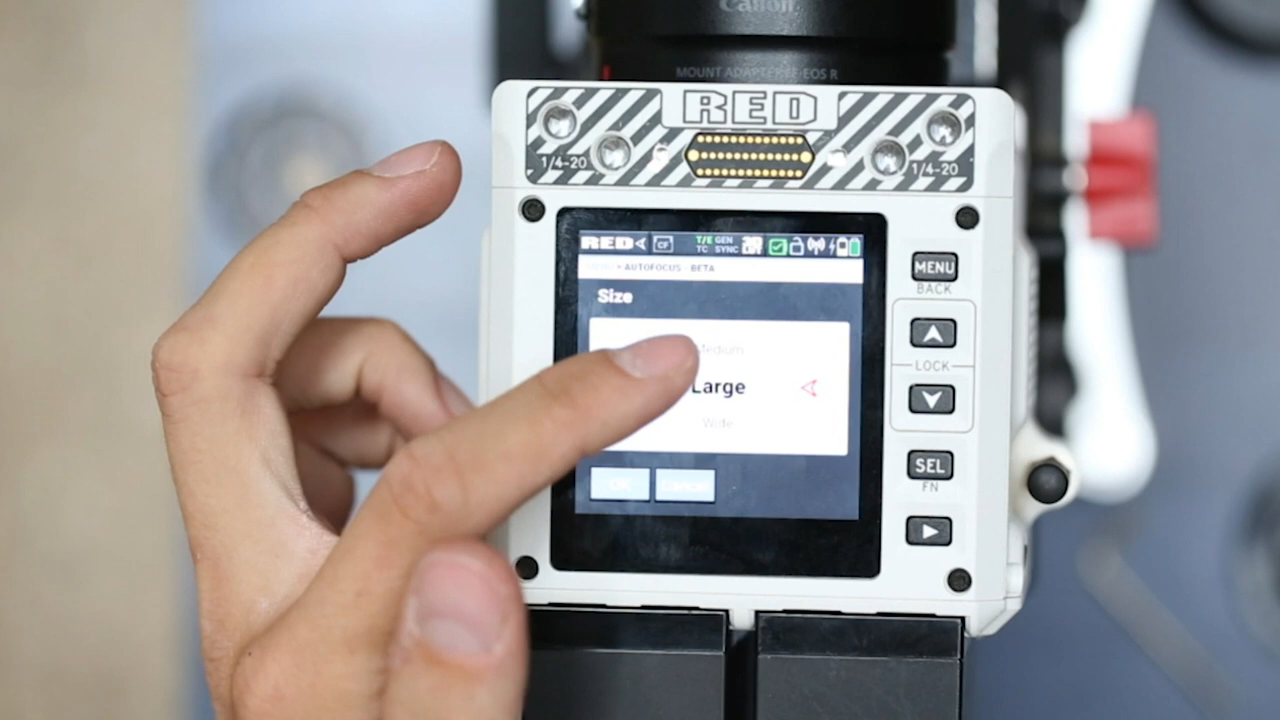 Canon
MOUNT ADAPTER EF-EOS R
RED
1/4-20
1/4-20
RED
CF
T/E GEN
TC SYNC
• AUTOFOCUS - BETA
Size
Medium
Large
Wide
OK
Cancel
MENU
BACK
LOCK
SEL
FN